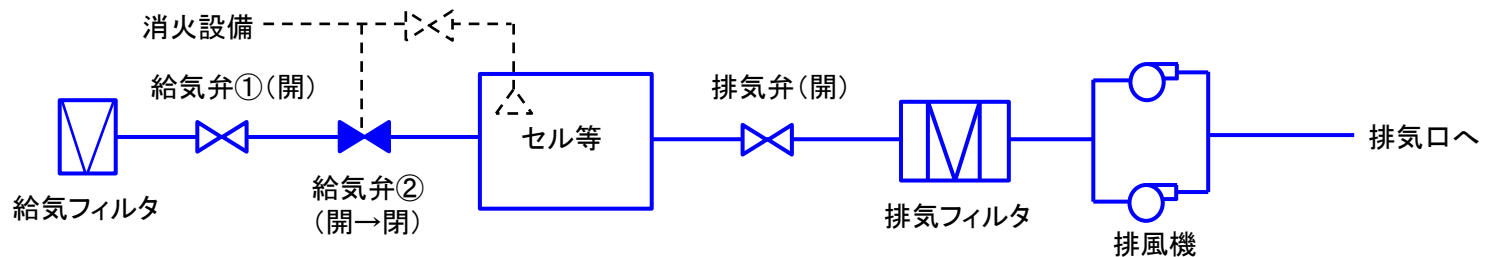 消火設備
給気弁①(開)
排気弁(開)
セル等
排気口へ
給気フィルタ
給気弁②
(開→閉)
排気フィルタ
排風機